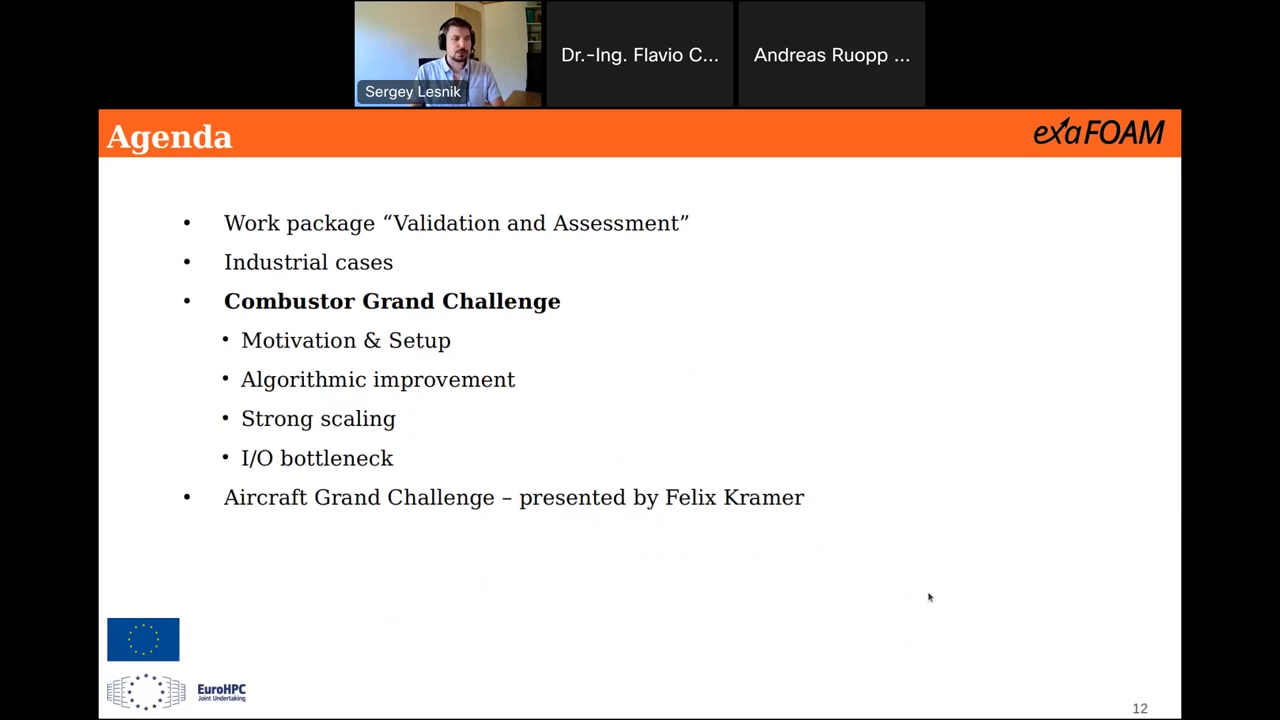 Sergey Lesnik
Dr.-Ing. Flavio C...
Andreas Ruopp ...
Agenda
exaFOAM
• Work package “Validation and Assessment”
• Industrial cases
• Combustor Grand Challenge
• Motivation & Setup
• Algorithmic improvement
• Strong scaling
• I/O bottleneck
• Aircraft Grand Challenge – presented by Felix Kramer
EuroHPC
Joint Undertaking
12